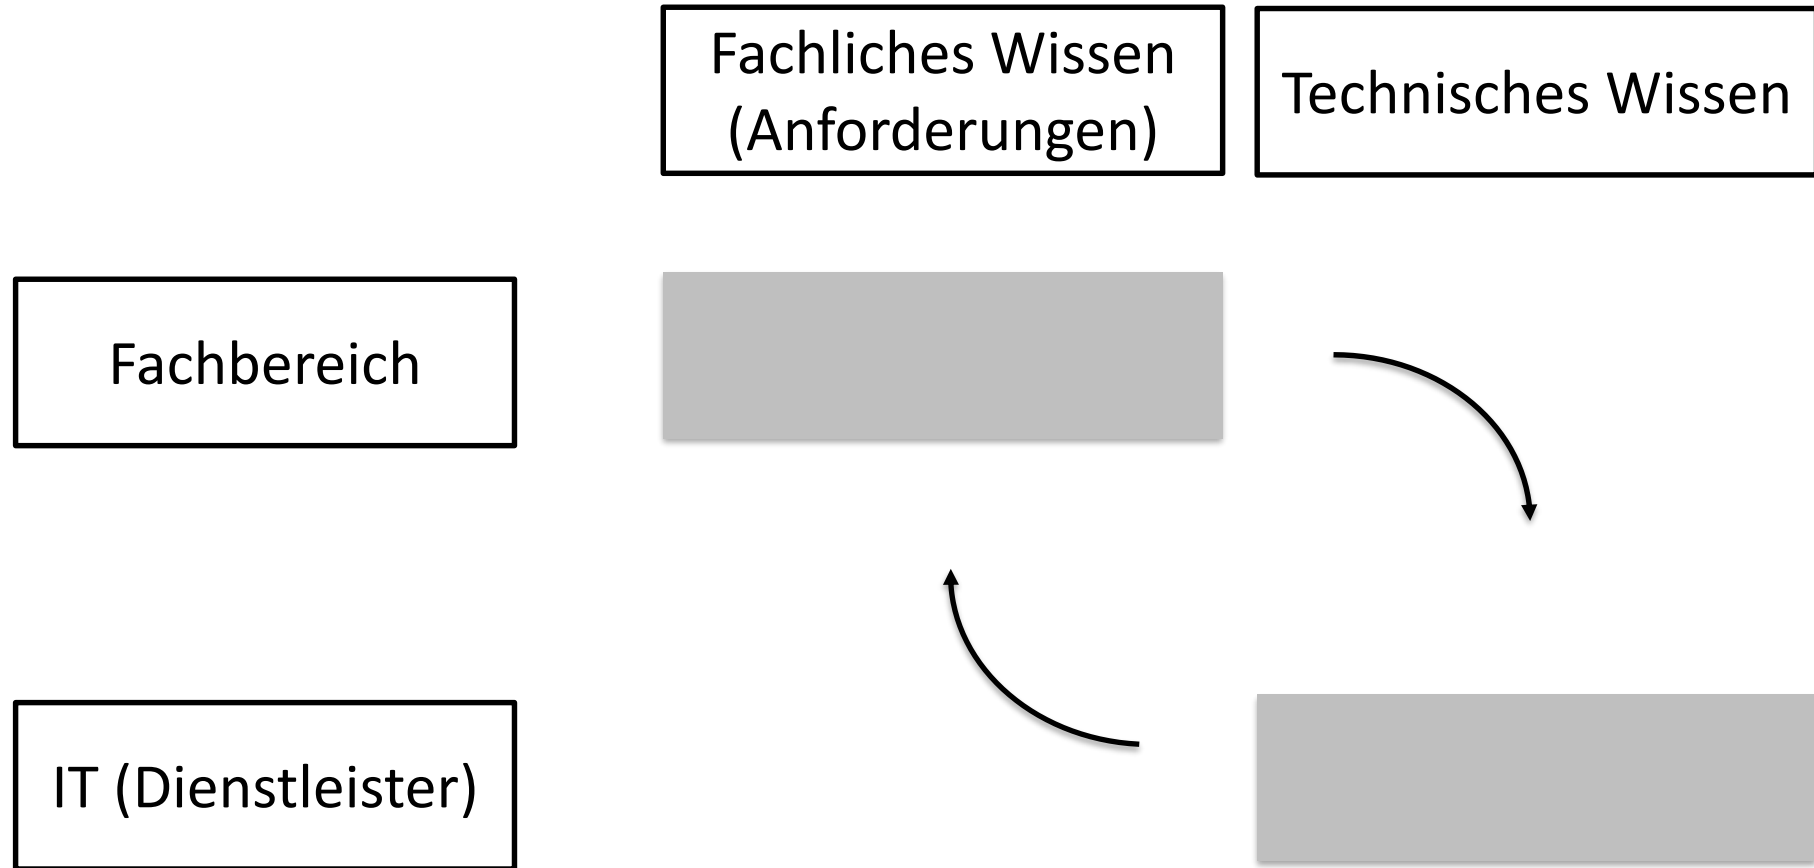 Fachliches Wissen
(Anforderungen)
Technisches Wissen
Fachbereich
IT (Dienstleister)